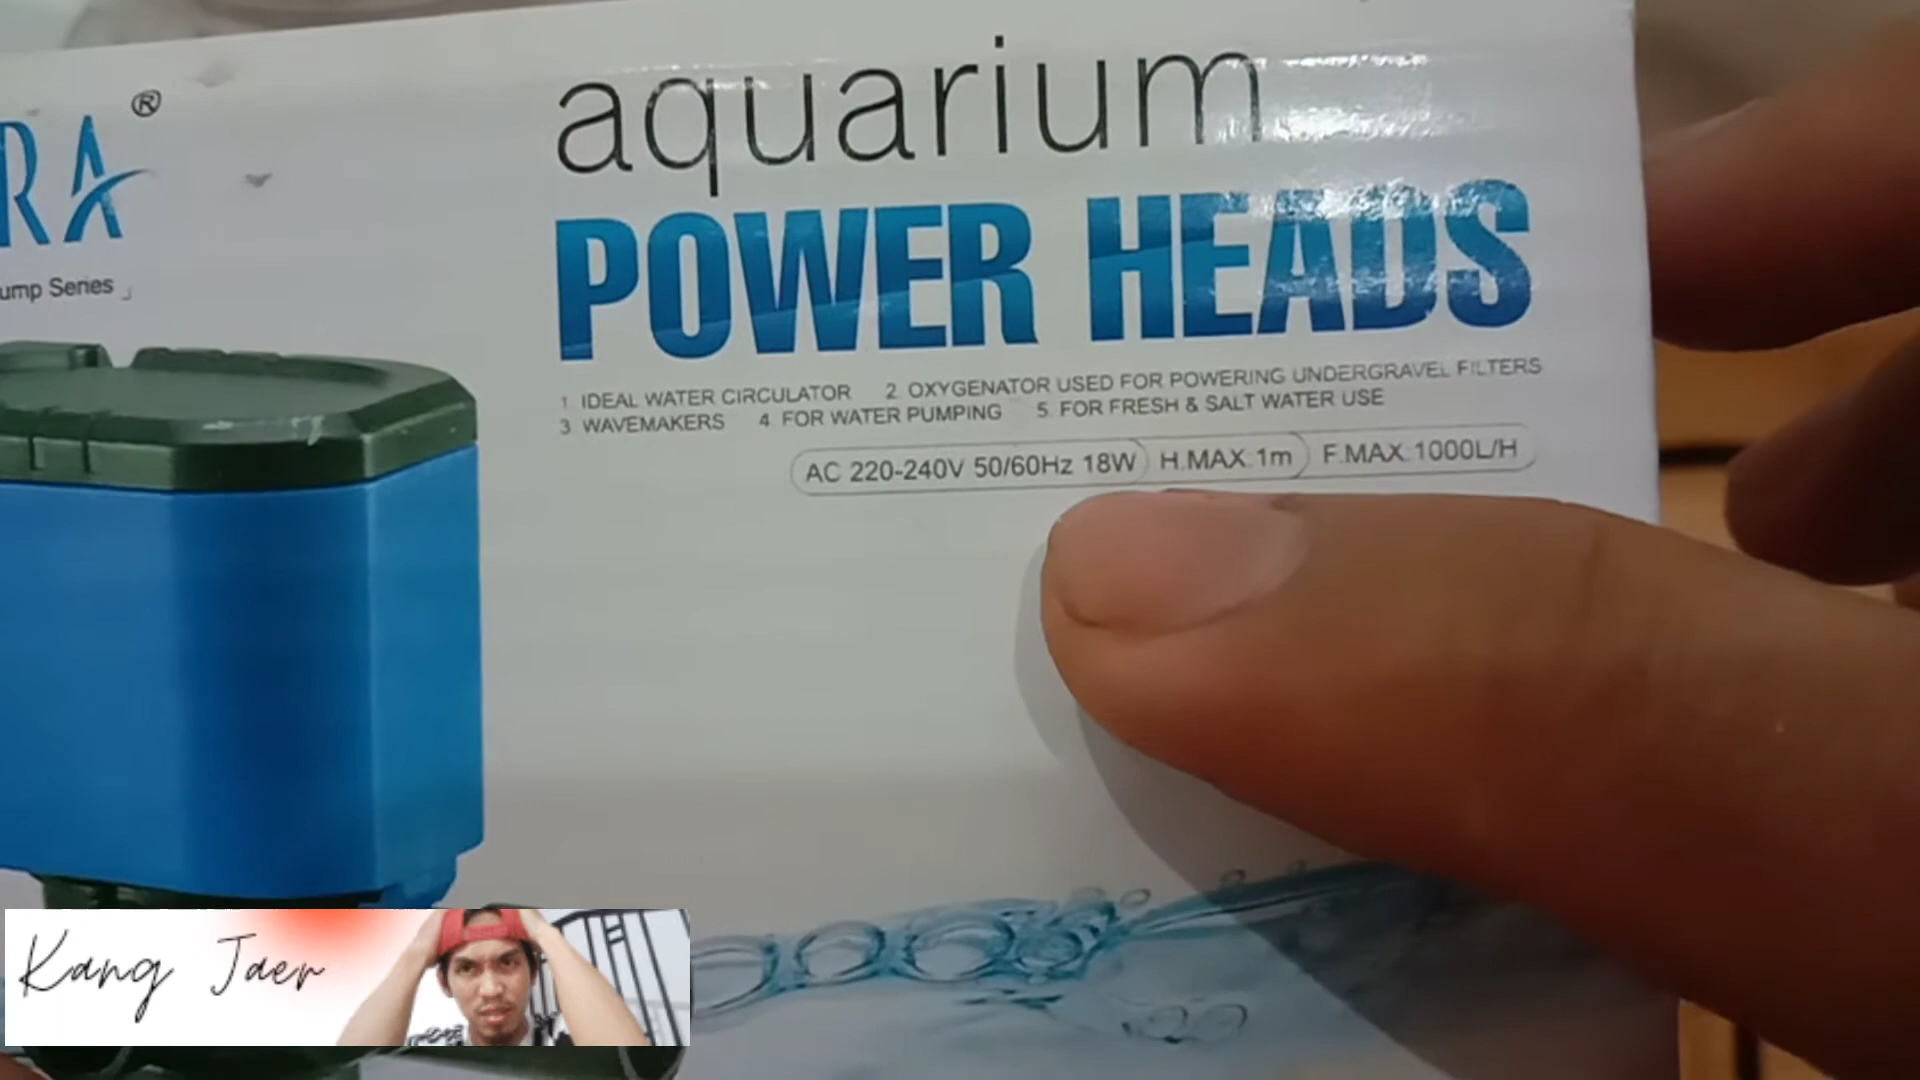 RA®
ump Series」
aquarium
POWER HEADS
1 IDEAL WATER CIRCULATOR 2 OXYGENATOR USED FOR POWERING UNDERGRAVEL FILTERS
3 WAVEMAKERS 4 FOR WATER PUMPING 5 FOR FRESH & SALT WATER USE
AC 220-240V 50/60Hz 18W H.MAX:1m F.MAX:1000L/H
Kang Jaer